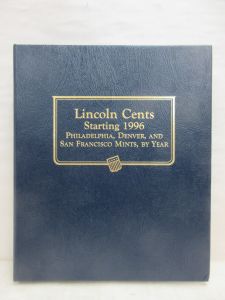 Lincoln Cents
Starting 1996
Philadelphia, Denver, and
San Francisco Mints, by Year